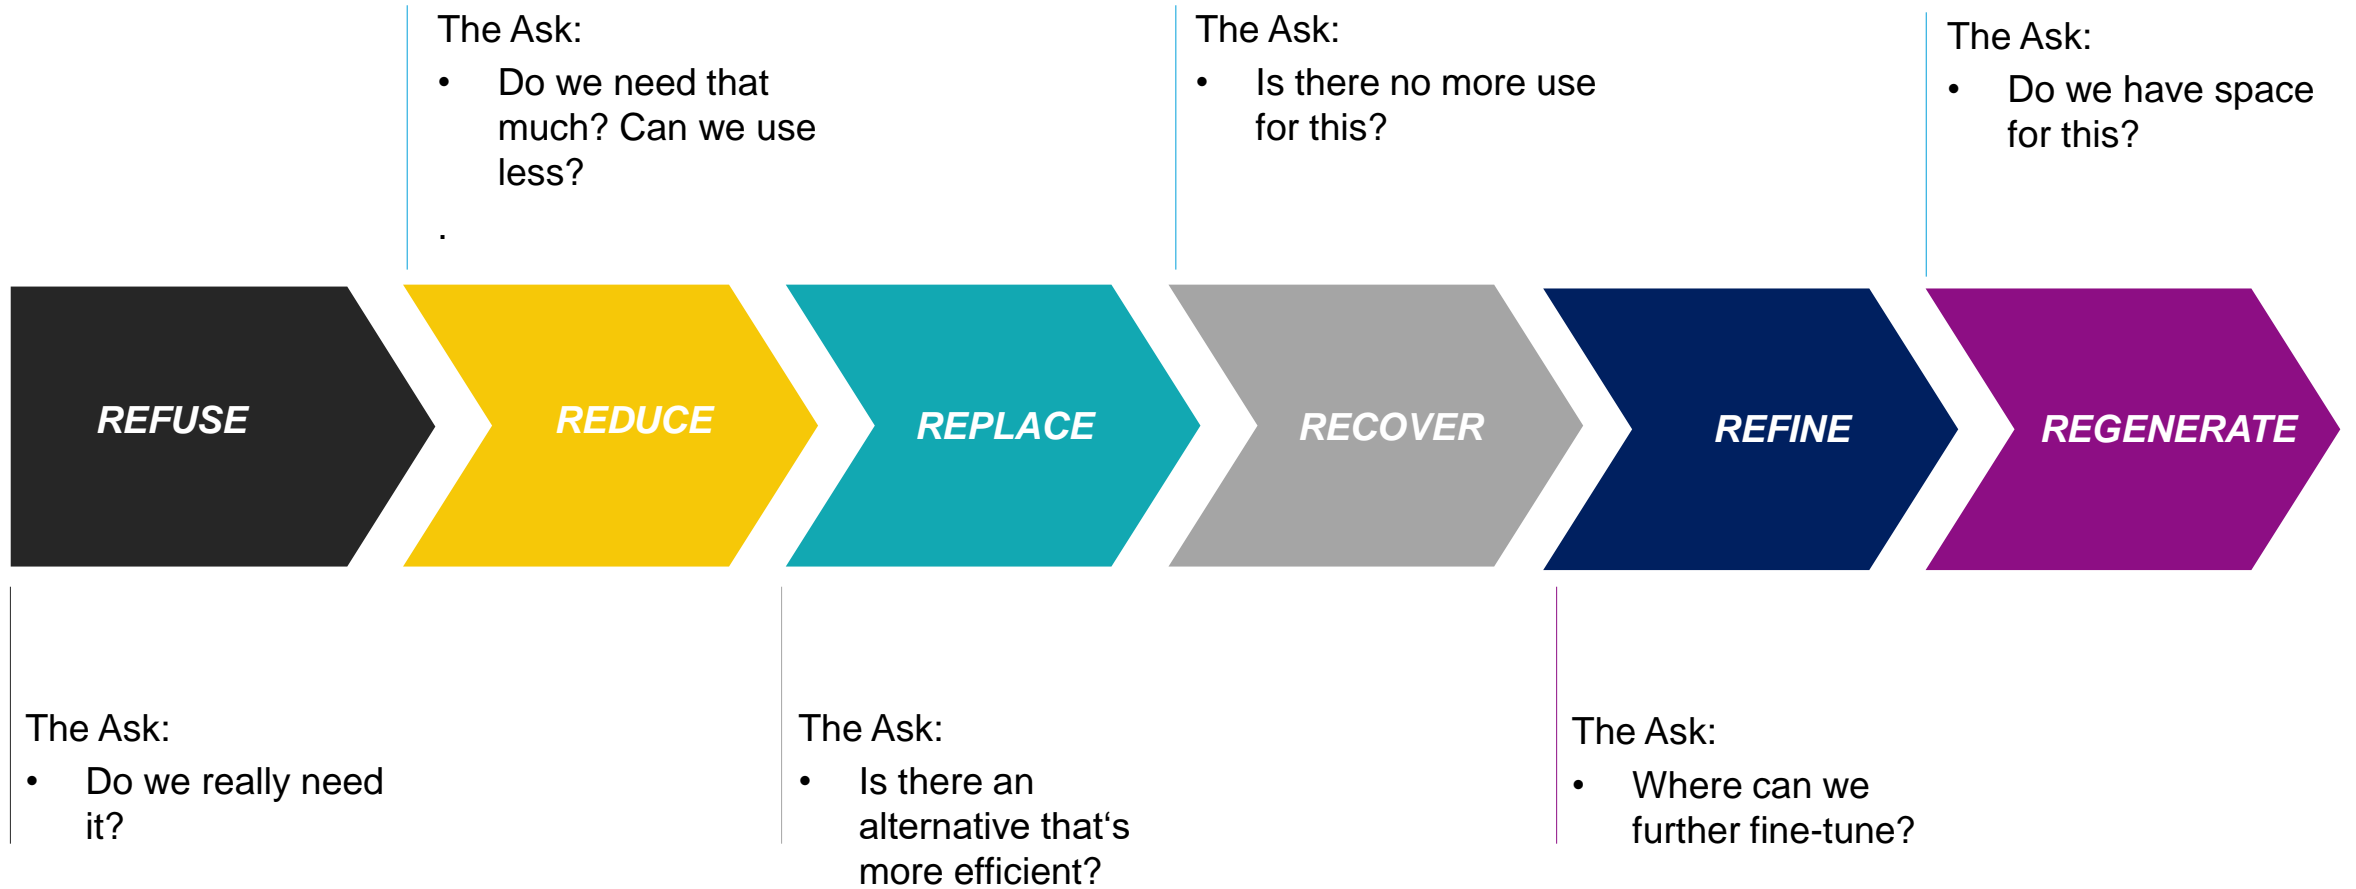 The Ask:
• Do we need that
much? Can we use
less?
.
The Ask:
• Is there no more use
for this?
The Ask:
• Do we have space
for this?
REFUSE
REDUCE
REPLACE
RECOVER
REFINE
REGENERATE
The Ask:
• Do we really need
it?
The Ask:
• Is there an
alternative that‘s
more efficient?
The Ask:
• Where can we
further fine-tune?